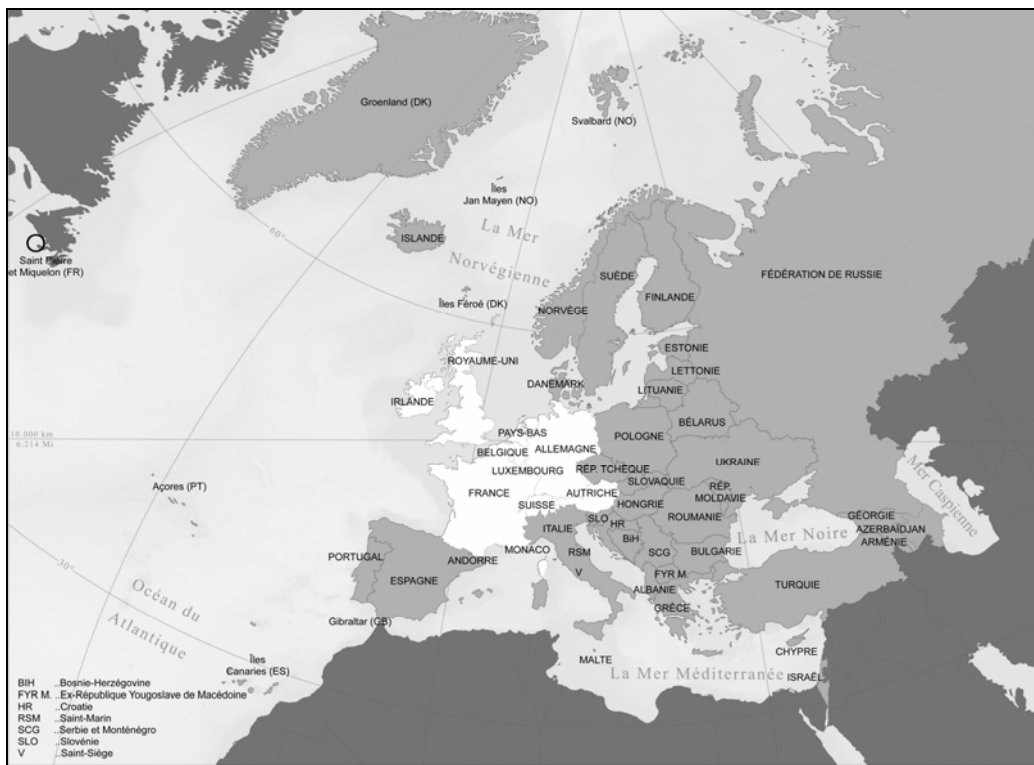 Groenland (DK)
Svalbard (NO)
Îles
Jan Mayen (NO)
La Mer
Norvégienne
ISLANDE
60°
Saint Pierre
et Miquelon (FR)
Îles Féroé (DK)
SUÈDE
FINLANDE
NORVÈGE
FÉDÉRATION DE RUSSIE
ESTONIE
LETTONIE
LITUANIE
DANEMARK
ROYAUME-UNI
IRLANDE
BÉLARUS
PAYS-BAS
POLOGNE
10.000 km
6.214 Mi
BELGIQUE
ALLEMAGNE
LUXEMBOURG
RÉP. TCHÈQUE
SLOVAQUIE
UKRAINE
Mer Caspienne
Açores (PT)
FRANCE
AUTRICHE
SUISSE
HONGRIE
RÉP.
MOLDAVIE
ROUMANIE
GÉORGIE
AZERBAÏDJAN
ARMÉNIE
La Mer Noire
ITALIE
SLO
HR
BiH
MONACO
RSM
SCG
BULGARIE
PORTUGAL
ANDORRE
ESPAGNE
V
FYR M.
ALBANIE
TURQUIE
GRÈCE
30°
Océan du
Atlantique
Gibraltar (GB)
CHYPRE
MALTE
La Mer Méditerranée
ISRAËL
Îles
Canaries (ES)
BIH ..Bosnie-Herzégovine
FYR M. ..Ex-République Yougoslave de Macédoine
HR ..Croatie
RSM ..Saint-Marin
SCG ..Serbie et Monténégro
SLO ..Slovénie
V ..Saint-Siège